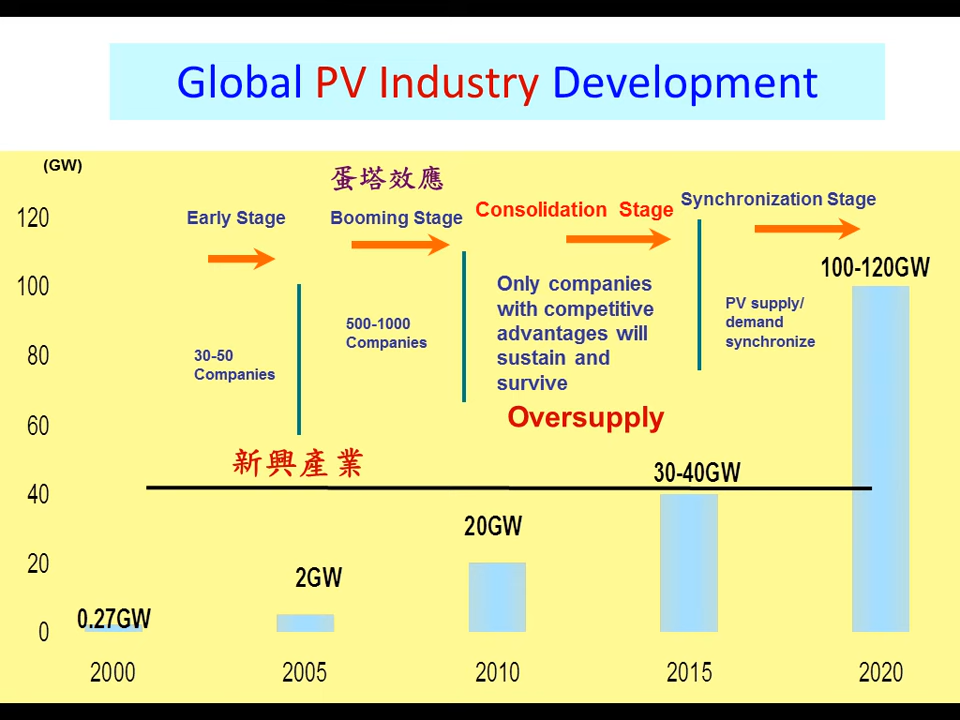 Global PV Industry Development
(GW)
蛋塔效應
Early Stage
Booming Stage
Consolidation Stage
Synchronization Stage
120
100
80
60
40
20
0
30-50
Companies
500-1000
Companies
Only companies
with competitive
advantages will
sustain and
survive
Oversupply
PV supply/
demand
synchronize
新興產業
0.27GW
2GW
20GW
30-40GW
100-120GW
2000
2005
2010
2015
2020